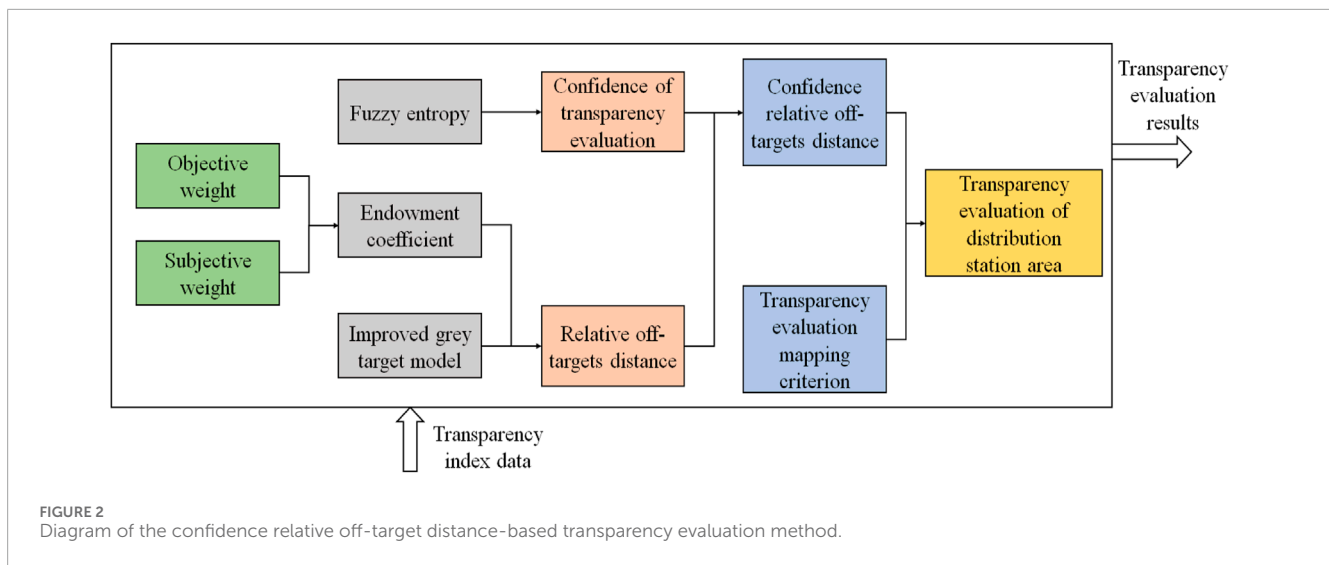 Fuzzy entropy
Confidence of
transparency
evaluation
Confidence
relative off-
targets distance
Transparency
evaluation
results
Objective
weight
Subjective
weight
Endowment
coefficient
Transparency
evaluation of
distribution
station area
Improved grey
target model
Relative off-
targets distance
Transparency
evaluation
mapping
criterion
Transparency
index data
FIGURE 2
Diagram of the confidence relative off-target distance-based transparency evaluation method.